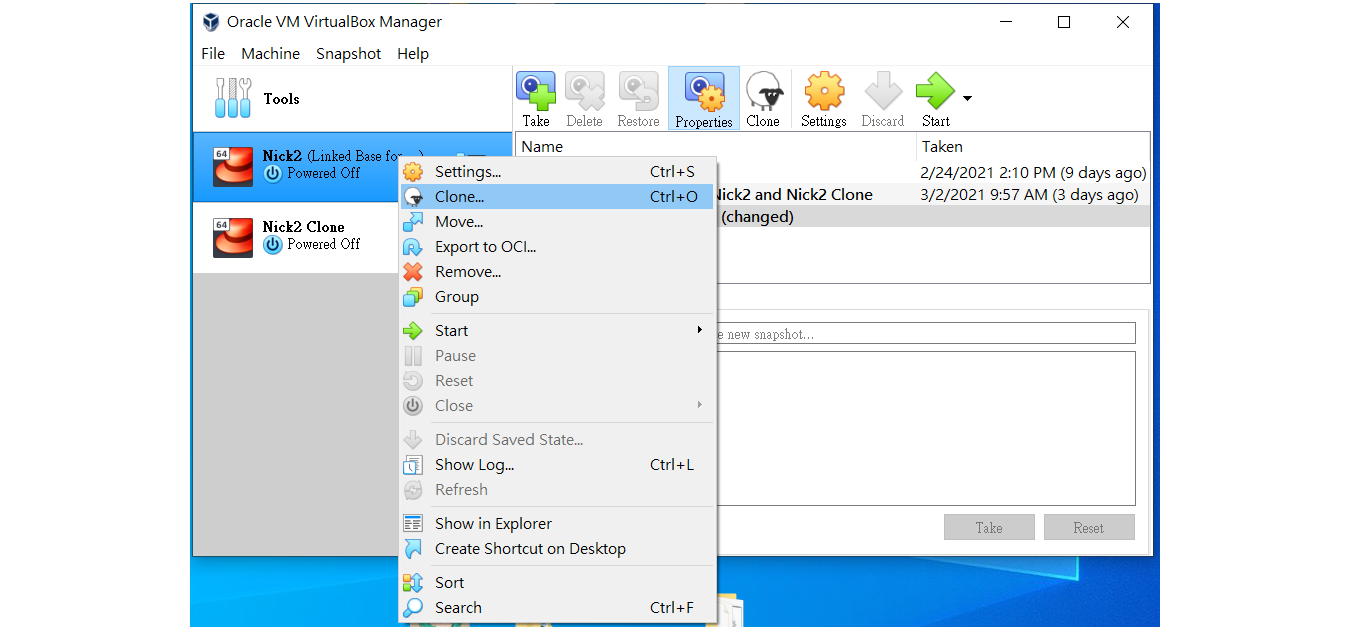 Oracle VM VirtualBox Manager
File Machine Snapshot Help
Tools
Take Delete Restore Properties Clone Settings Discard Start
64
Nick2 (Linked Base for
Powered Off
64
Nick2 Clone
Powered Off
Name Taken
2/24/2021 2:10 PM (9 days ago)
Nick2 and Nick2 Clone 3/2/2021 9:57 AM (3 days ago)
(changed)
new snapshot...
Take Reset
Settings... Ctrl+S
Clone... Ctrl+O
Move...
Export to OCI...
Remove...
Group
Start
Pause
Reset
Close
Discard Saved State...
Show Log... Ctrl+L
Refresh
Show in Explorer
Create Shortcut on Desktop
Sort
Search Ctrl+F